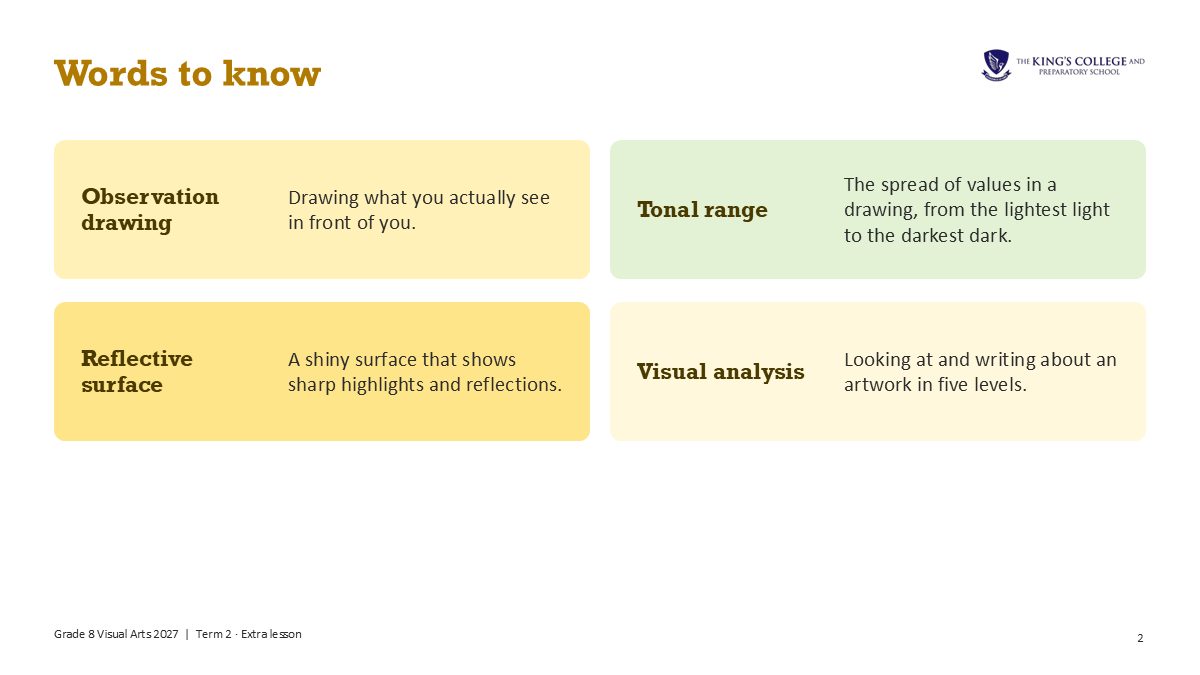 Words to know
THE KING'S COLLEGE AND
PREPARATORY SCHOOL
Observation
drawing
Drawing what you actually see
in front of you.
Tonal range
The spread of values in a
drawing, from the lightest light
to the darkest dark.
Reflective
surface
A shiny surface that shows
sharp highlights and reflections.
Visual analysis
Looking at and writing about an
artwork in five levels.
Grade 8 Visual Arts 2027 | Term 2 · Extra lesson
2